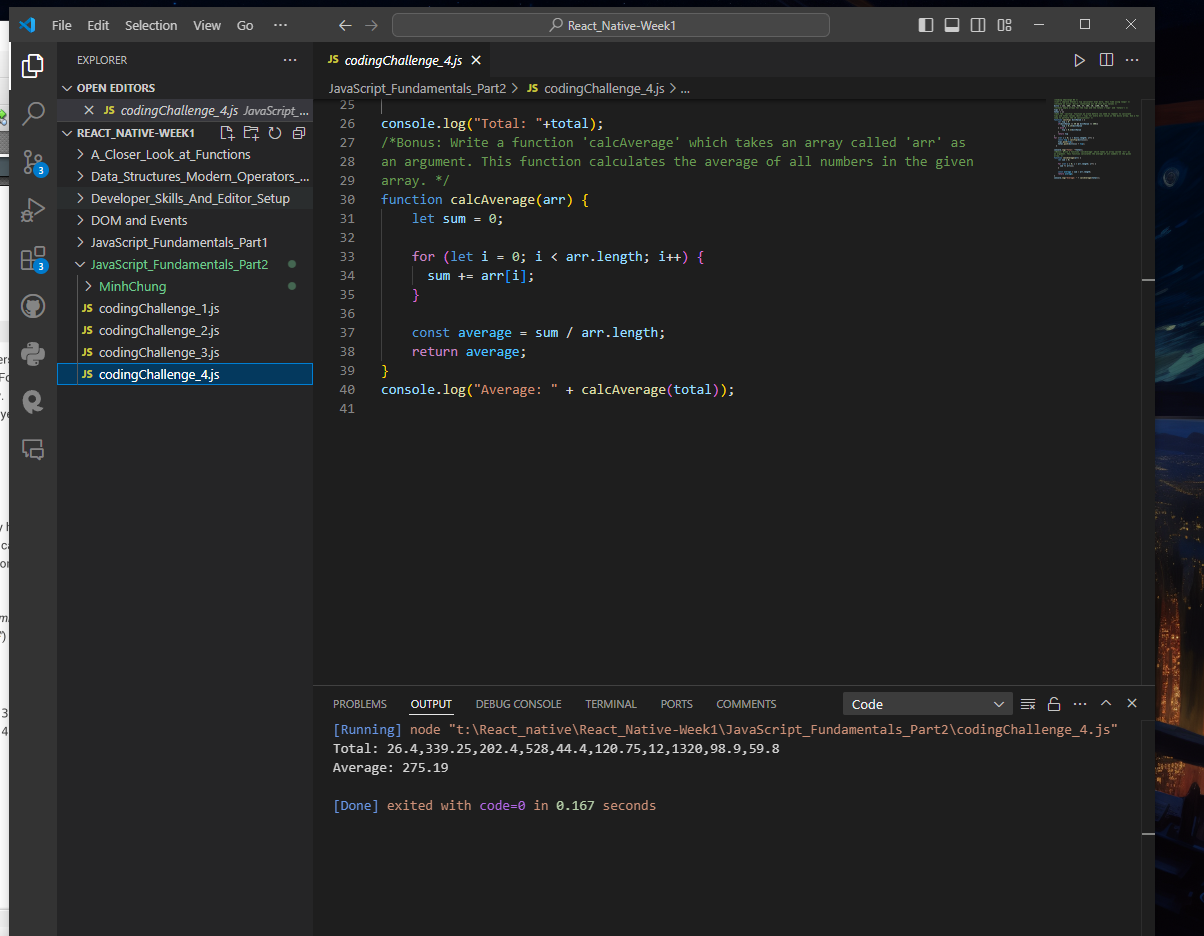 File Edit Selection View Go ··· React_Native-Week1
EXPLORER ···
OPEN EDITORS
JS codingChallenge_4.js JavaScript_...
REACT_NATIVE-WEEK1
A_Closer_Look_at_Functions
Data_Structures_Modern_Operators_...
Developer_Skills_And_Editor_Setup
DOM and Events
JavaScript_Fundamentals_Part1
JavaScript_Fundamentals_Part2
MinhChung
JS codingChallenge_1.js
JS codingChallenge_2.js
JS codingChallenge_3.js
JS codingChallenge_4.js
3
3
JS codingChallenge_4.js
JavaScript_Fundamentals_Part2 > JS codingChallenge_4.js > ...
25
26 console.log("Total: "+total);
27 /*Bonus: Write a function 'calcAverage' which takes an array called 'arr' as
28 an argument. This function calculates the average of all numbers in the given
29 array. */
30 function calcAverage(arr) {
31 let sum = 0;
32
33 for (let i = 0; i < arr.length; i++) {
34 sum += arr[i];
35 }
36
37 const average = sum / arr.length;
38 return average;
39 }
40 console.log("Average: " + calcAverage(total));
41
PROBLEMS OUTPUT DEBUG CONSOLE TERMINAL PORTS COMMENTS Code
[Running] node "t:\React_native\React_Native-Week1\JavaScript_Fundamentals_Part2\codingChallenge_4.js"
Total: 26.4,339.25,202.4,528,44.4,120.75,12,1320,98.9,59.8
Average: 275.19
[Done] exited with code=0 in 0.167 seconds